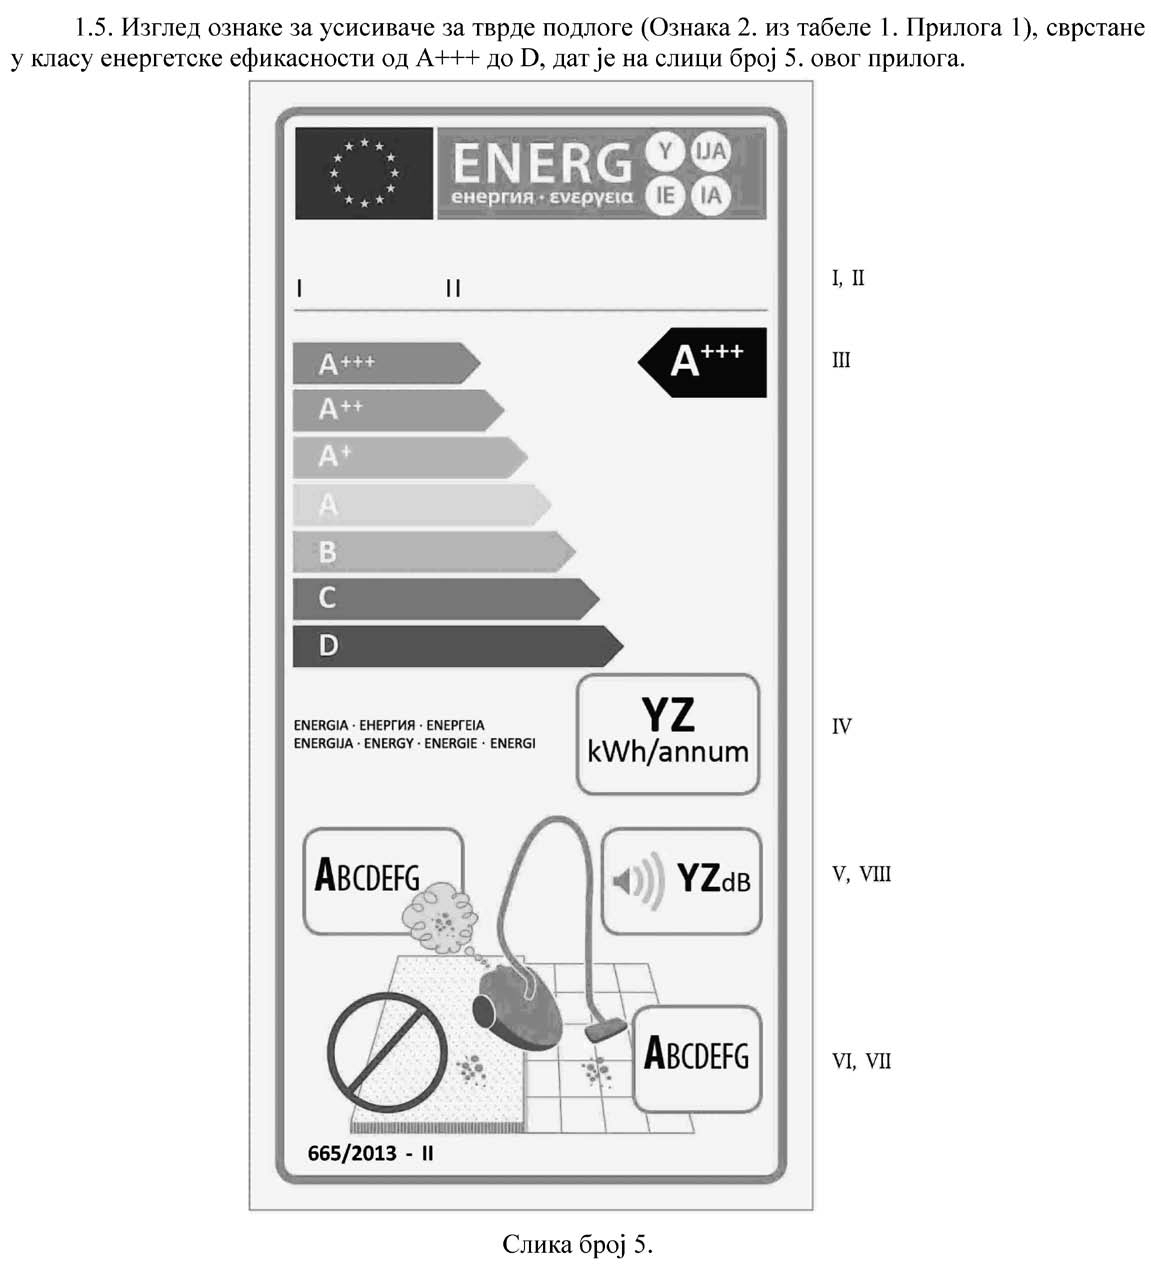 1.5. Изглед ознаке за усисиваче за тврде подлоге (Ознака 2. из табеле 1. Прилога 1), сврстане
у класу енергетске ефикасности од А+++ до D, дат је на слици број 5. овог прилога.
ENERG Y IJA
енергия · ενεργεια IE IA
I II
I, II
A+++
A+++
III
A++
A+
A
B
C
D
YZ
kWh/annum
ENERGIA · ЕНЕРГИЯ · ΕΝΕΡΓΕΙΑ
ENERGIJA · ENERGY · ENERGIE · ENERGI
IV
ABCDEFG
YZdB
V, VIII
ABCDEFG
VI, VII
665/2013 - II
Слика број 5.